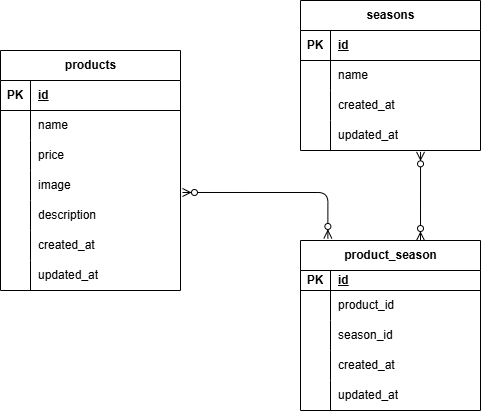 products
PK id
name
price
image
description
created_at
updated_at
seasons
PK id
name
created_at
updated_at
product_season
PK id
product_id
season_id
created_at
updated_at